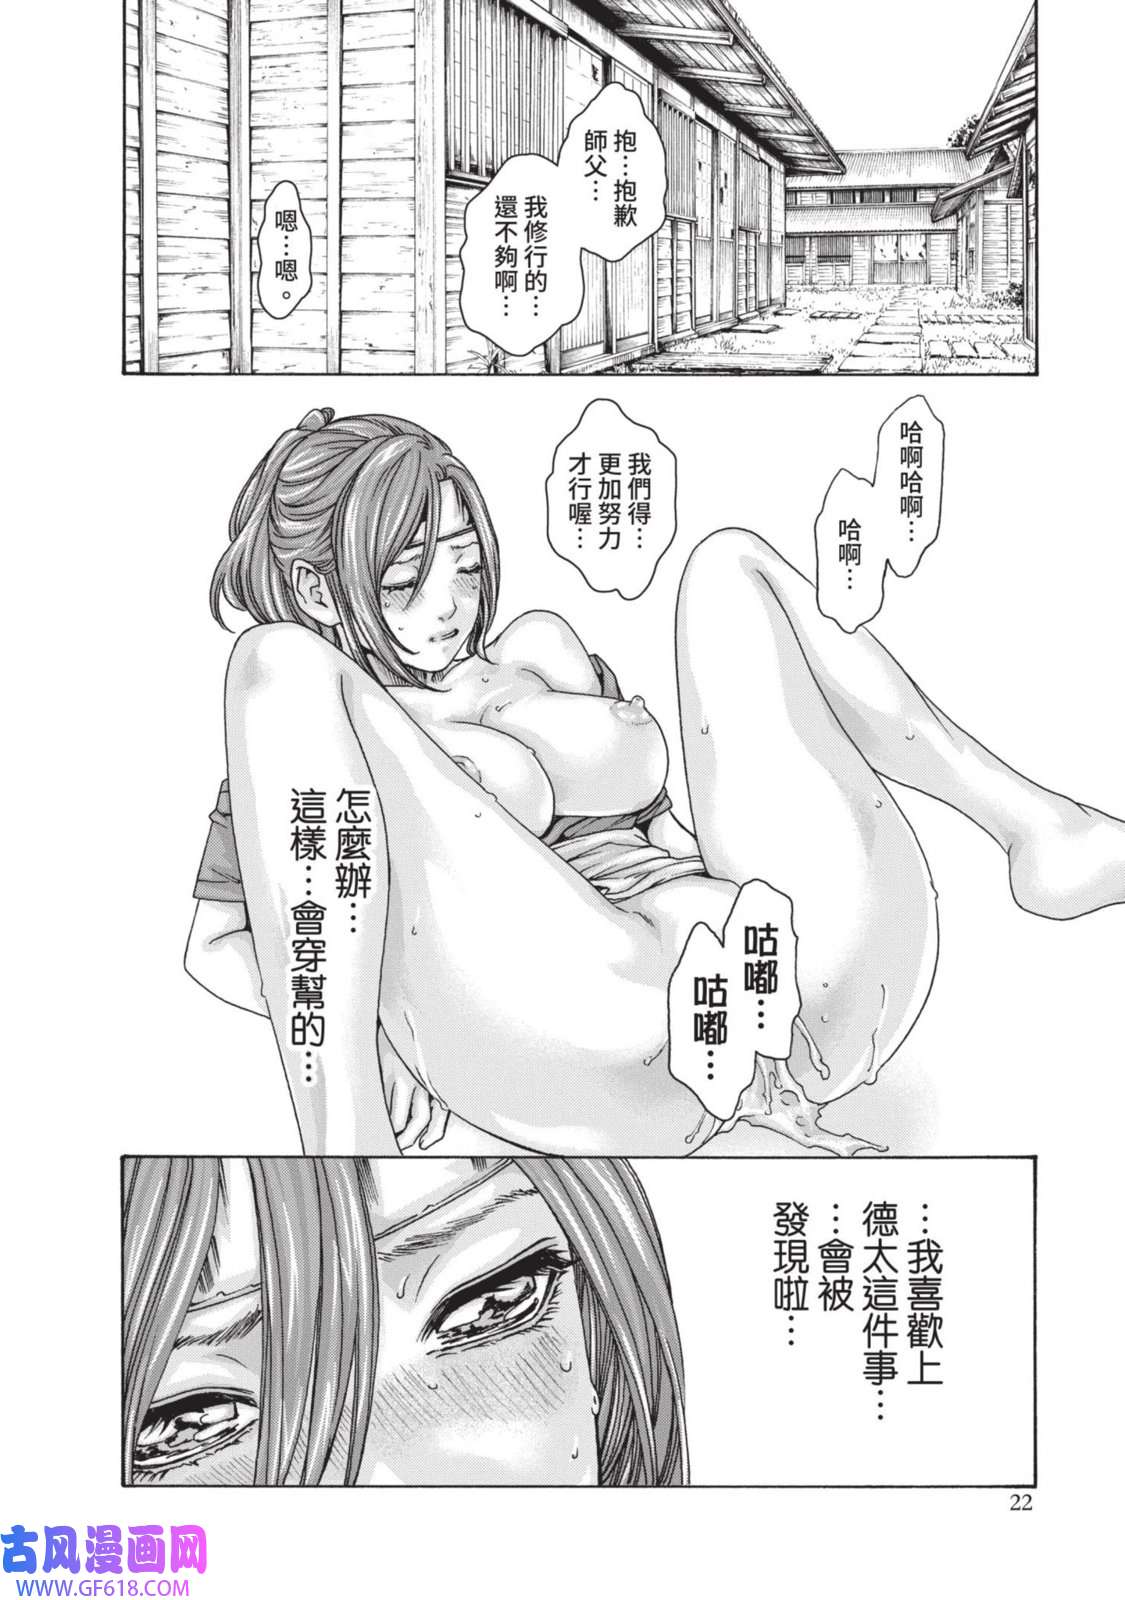 抱…抱歉
師父…
我修行的…
還不夠啊…
嗯…嗯。
哈啊哈啊…
哈啊…
我們得…
更加努力
才行喔…
咕嘟…
咕嘟…
怎麼辦…
這樣…會穿幫的…
…我喜歡上
德太這件事…
…會被
發現啦…
22
古风漫画网
WWW.GF618.COM